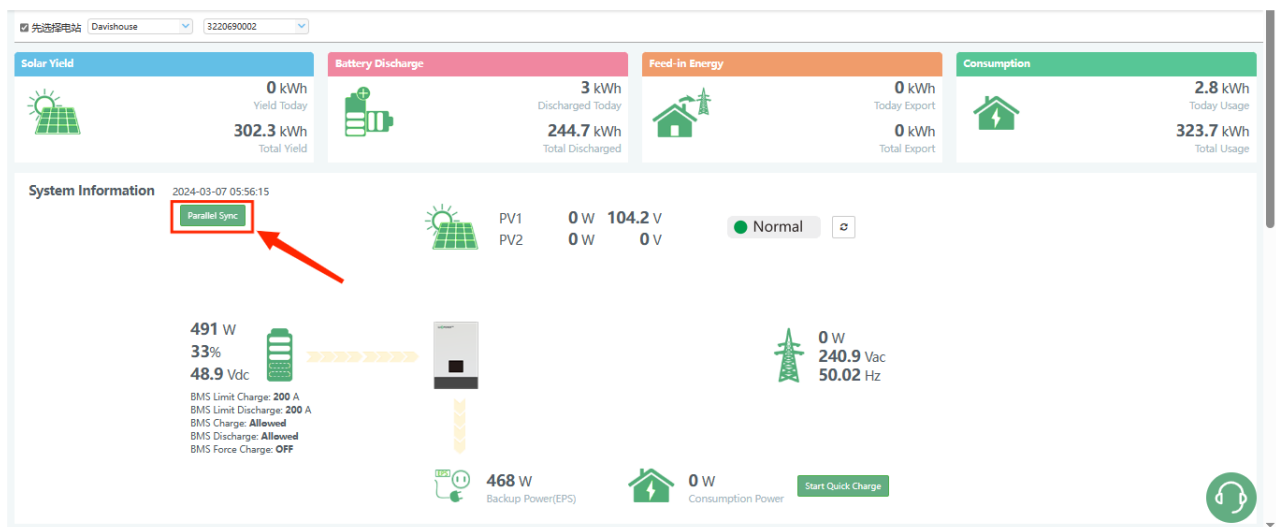 先选择电站 Davishouse 3220690002
Solar Yield
0 kWh
Yield Today
302.3 kWh
Total Yield
Battery Discharge
3 kWh
Discharged Today
244.7 kWh
Total Discharged
Feed-in Energy
0 kWh
Today Export
0 kWh
Total Export
Consumption
2.8 kWh
Today Usage
323.7 kWh
Total Usage
System Information 2024-03-07 05:56:15
Parallel Sync
PV1 0 W 104.2 V
PV2 0 W 0 V
Normal
491 W
33%
48.9 Vdc
BMS Limit Charge: 200 A
BMS Limit Discharge: 200 A
BMS Charge: Allowed
BMS Discharge: Allowed
BMS Force Charge: OFF
0 W
240.9 Vac
50.02 Hz
EPS
468 W
Backup Power(EPS)
0 W
Consumption Power
Start Quick Charge